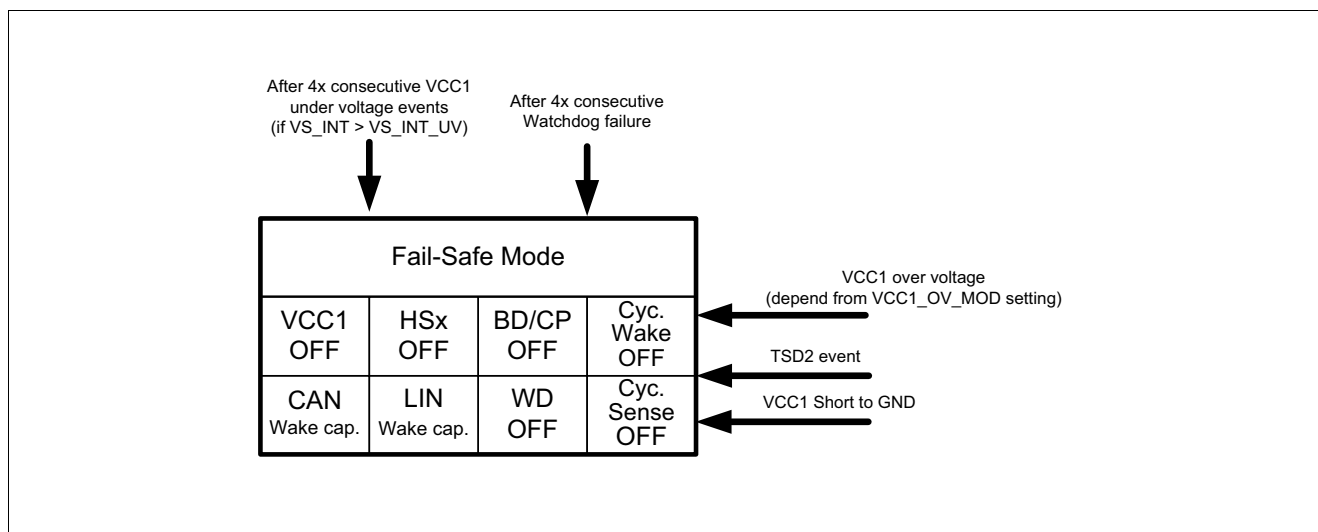 After 4x consecutive VCC1
under voltage events
(if VS_INT > VS_INT_UV)
After 4x consecutive
Watchdog failure
Fail-Safe Mode
VCC1
OFF
HSx
OFF
BD/CP
OFF
Cyc.
Wake
OFF
CAN
Wake cap.
LIN
Wake cap.
WD
OFF
Cyc.
Sense
OFF
VCC1 over voltage
(depend from VCC1_OV_MOD setting)
TSD2 event
VCC1 Short to GND